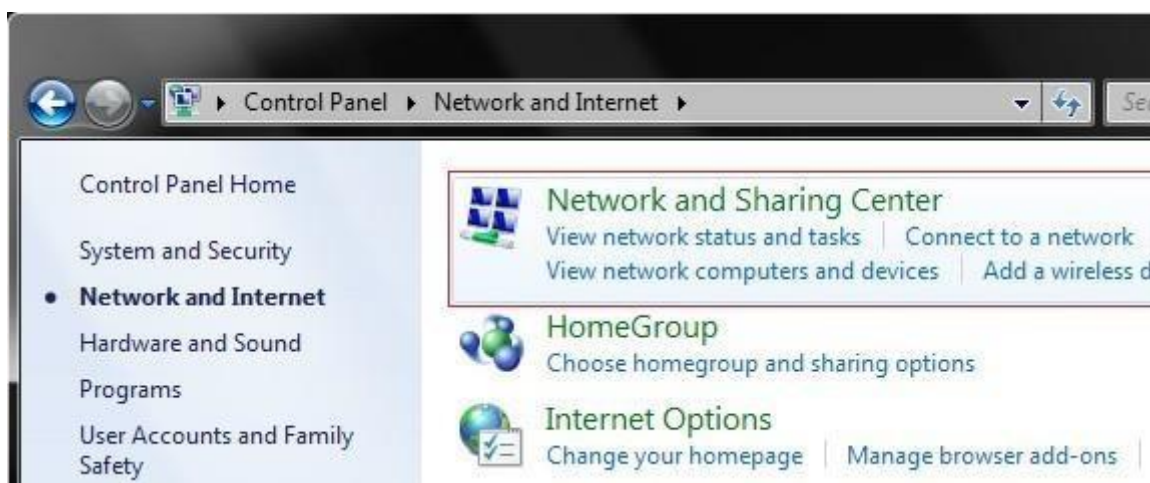 Control Panel Network and Internet
Control Panel Home
System and Security
Network and Internet
Hardware and Sound
Programs
User Accounts and Family
Safety
Network and Sharing Center
View network status and tasks Connect to a network
View network computers and devices Add a wireless
HomeGroup
Choose homegroup and sharing options
Internet Options
Change your homepage Manage browser add-ons